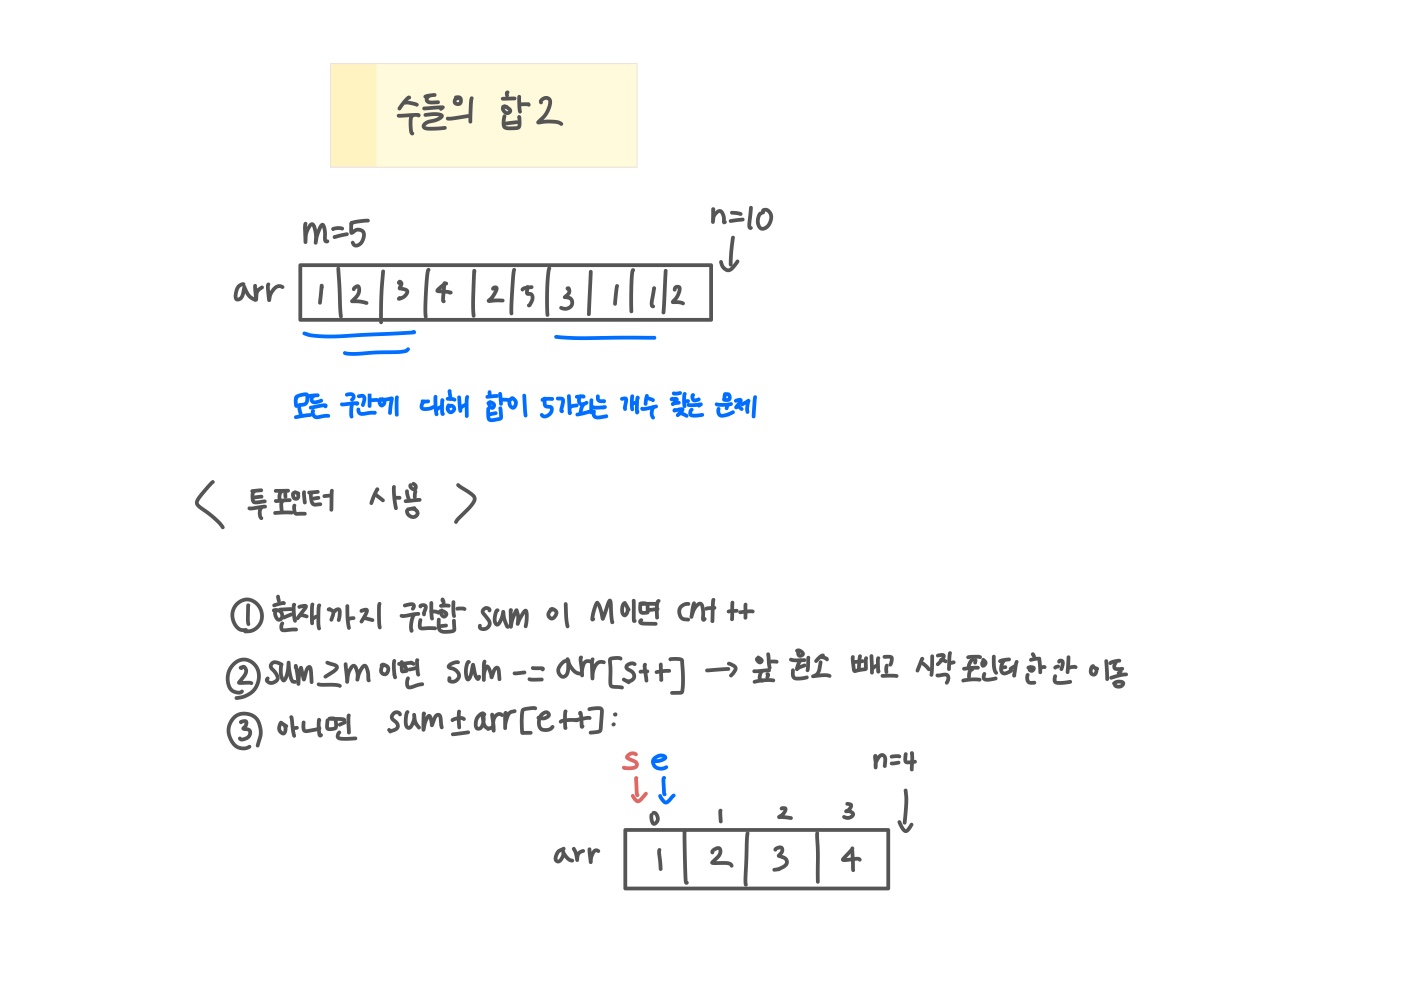 수들의 합 2
m=5
n=10
arr 1 2 3 4 2 5 3 1 1 2
모든 구간에 대해 합이 5가되는 개수 찾는 문제
< 투포인터 사용 >
① 현재까지 구간합 sum 이 M이면 cnt ++
② sum≥m이면 sum -= arr[s++] → 앞 원소 빼고 시작포인터 한 칸 이동
③ 아니면 sum±arr[e++]:
s e
n=4
0 1 2 3
arr 1 2 3 4